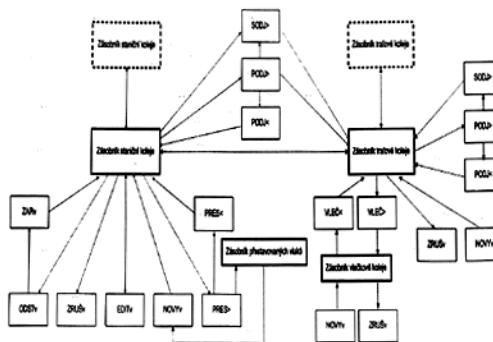 SODJ>
Zásobník staniční koleje
Zásobník traťové koleje
PODJ>
SODJ>
PODJ<
PODJ>
Zásobník staniční koleje
Zásobník traťové koleje
PODJ<
ZAŘv
PRES<
VLEČ<
VLEČ>
Zásobník přestavovaných vlaků
ZRUŠv
NOVYv
Zásobník vlečkové koleje
ODSTv
ZRUŠv
EDITv
NOVYv
PRES>
NOVYv
ZRUŠv